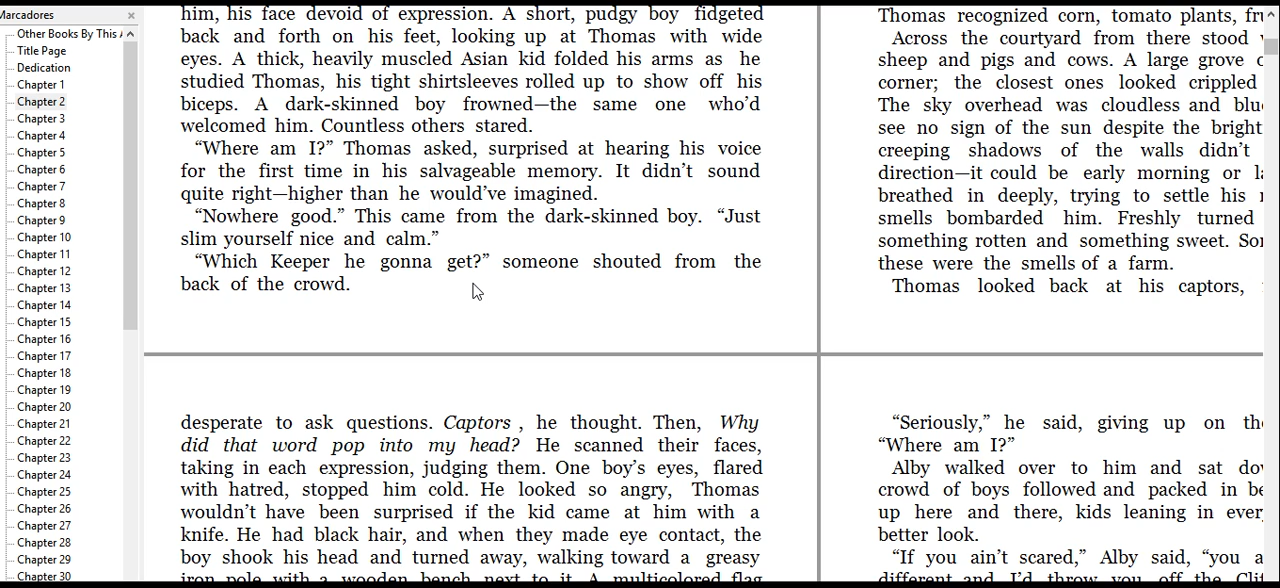 Marcadores
Other Books By This
Title Page
Dedication
Chapter 1
Chapter 2
Chapter 3
Chapter 4
Chapter 5
Chapter 6
Chapter 7
Chapter 8
Chapter 9
Chapter 10
Chapter 11
Chapter 12
Chapter 13
Chapter 14
Chapter 15
Chapter 16
Chapter 17
Chapter 18
Chapter 19
Chapter 20
Chapter 21
Chapter 22
Chapter 23
Chapter 24
Chapter 25
Chapter 26
Chapter 27
Chapter 28
Chapter 29
Chapter 30
him, his face devoid of expression. A short, pudgy boy fidgeted
back and forth on his feet, looking up at Thomas with wide
eyes. A thick, heavily muscled Asian kid folded his arms as he
studied Thomas, his tight shirtsleeves rolled up to show off his
biceps. A dark-skinned boy frowned—the same one who’d
welcomed him. Countless others stared.
“Where am I?” Thomas asked, surprised at hearing his voice
for the first time in his salvageable memory. It didn’t sound
quite right—higher than he would’ve imagined.
“Nowhere good.” This came from the dark-skinned boy. “Just
slim yourself nice and calm.”
“Which Keeper he gonna get?” someone shouted from the
back of the crowd.
Thomas recognized corn, tomato plants,
Across the courtyard from there stood
sheep and pigs and cows. A large grove
corner; the closest ones looked crippled
The sky overhead was cloudless and
see no sign of the sun despite the
creeping shadows of the walls didn’t
direction—it could be early morning or
breathed in deeply, trying to settle his
smells bombarded him. Freshly turned
something rotten and something sweet.
these were the smells of a farm.
Thomas looked back at his captors,
desperate to ask questions. Captors , he thought. Then, Why
did that word pop into my head? He scanned their faces,
taking in each expression, judging them. One boy’s eyes, flared
with hatred, stopped him cold. He looked so angry, Thomas
wouldn’t have been surprised if the kid came at him with a
knife. He had black hair, and when they made eye contact, the
boy shook his head and turned away, walking toward a greasy
iron pole with a wooden bench next to it. A multicolored flag
“Seriously,” he said, giving up on
“Where am I?”
Alby walked over to him and sat
crowd of boys followed and packed in
up here and there, kids leaning in
better look.
“If you ain’t scared,” Alby said, “you
different and I’d throw you off the